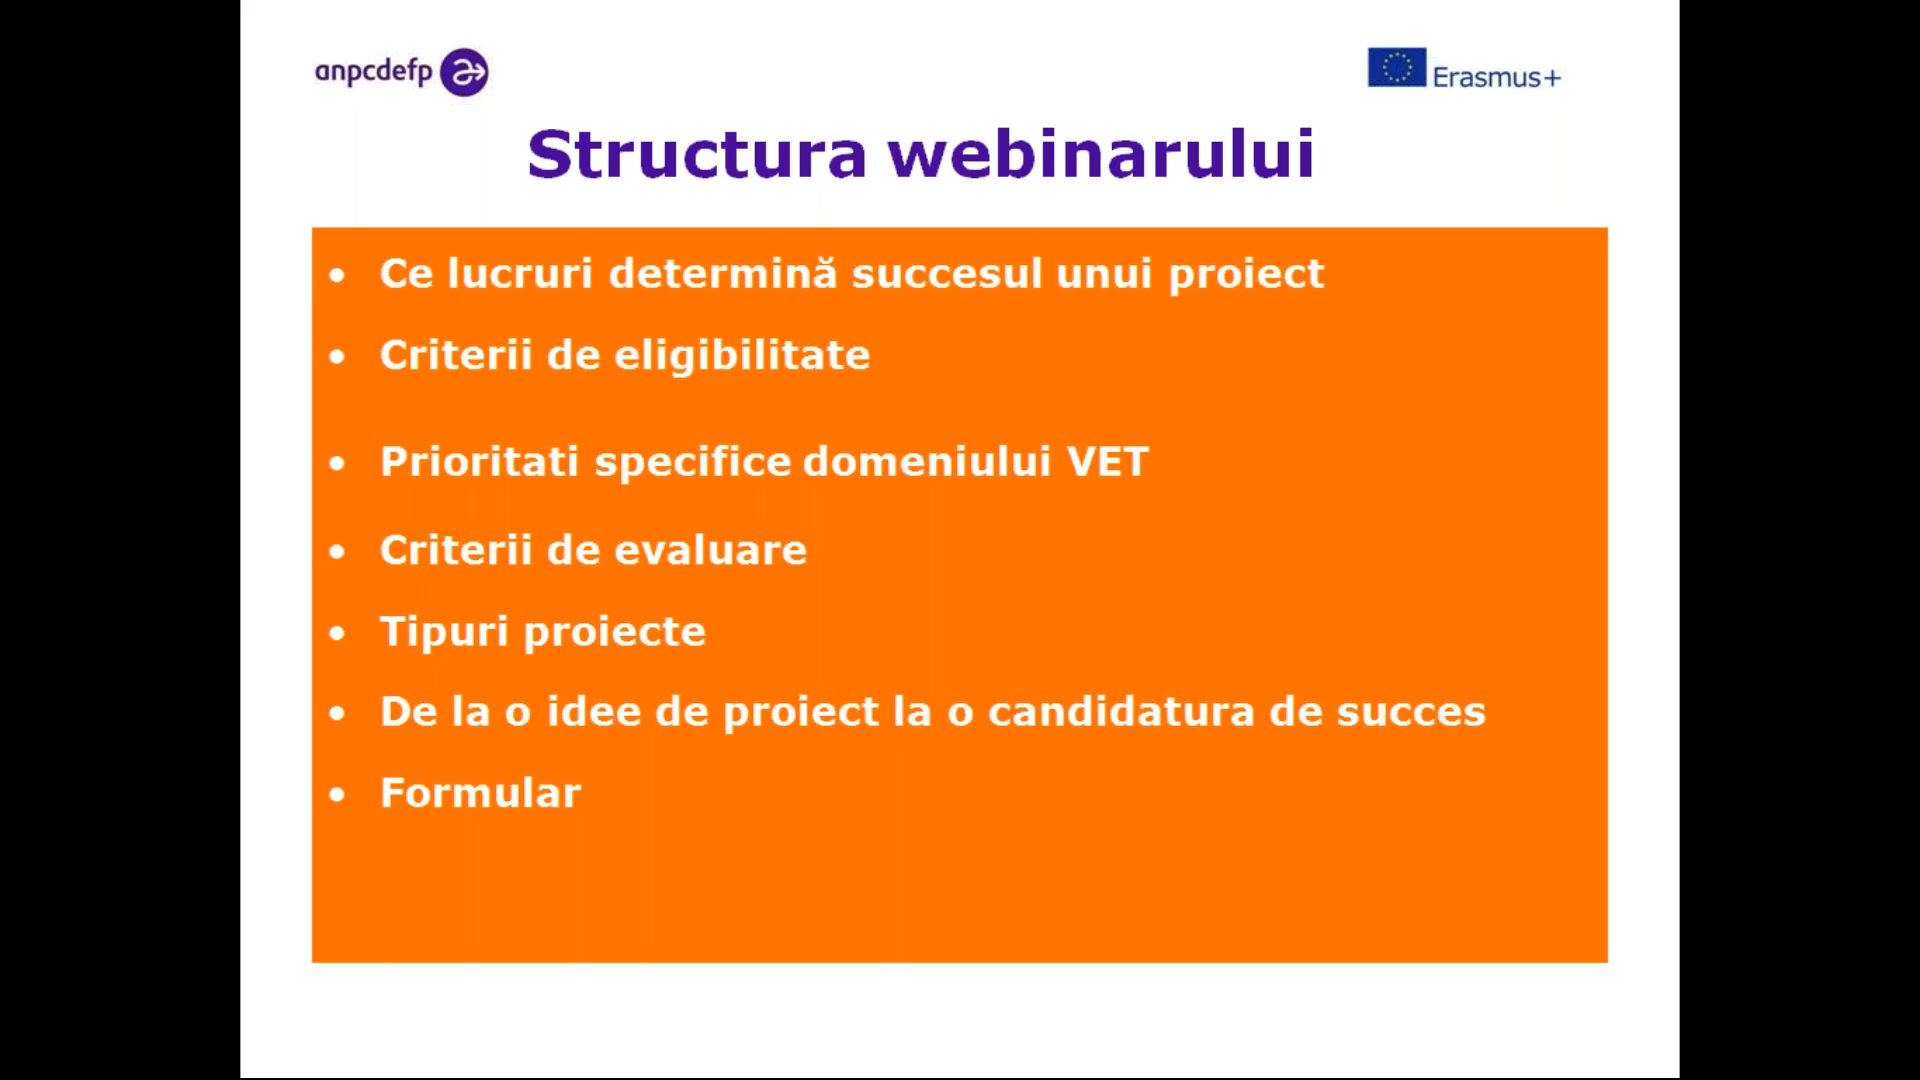 anpcdefp
Erasmus+
Structura webinarului
• Ce lucruri determină succesul unui proiect
• Criterii de eligibilitate
• Prioritati specifice domeniului VET
• Criterii de evaluare
• Tipuri proiecte
• De la o idee de proiect la o candidatura de succes
• Formular